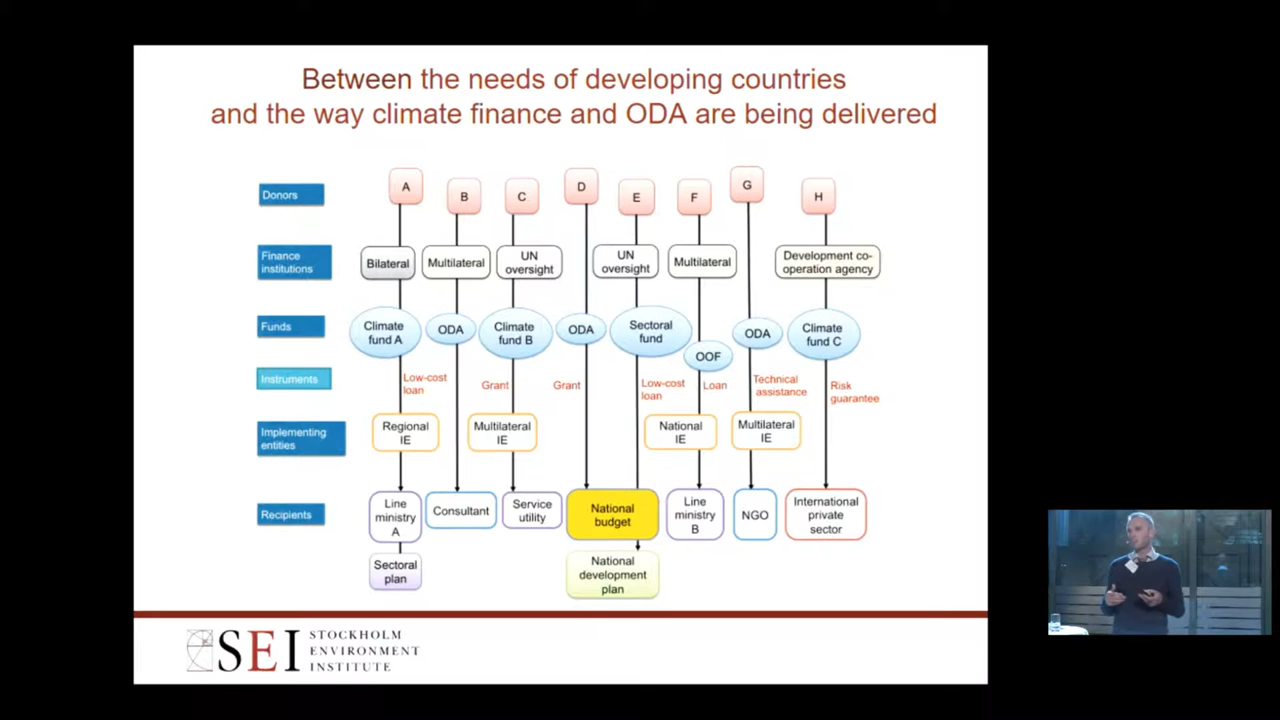 Between the needs of developing countries
and the way climate finance and ODA are being delivered
Donors
A
B
C
D
E
F
G
H
Finance
institutions
Bilateral
Multilateral
UN
oversight
UN
oversight
Multilateral
Development co-
operation agency
Funds
Climate
fund A
ODA
Climate
fund B
ODA
Sectoral
fund
OOF
ODA
Climate
fund C
Instruments
Low-cost
loan
Grant
Grant
Low-cost
loan
Loan
Technical
assistance
Risk
guarantee
Implementing
entities
Regional
IE
Multilateral
IE
National
IE
Multilateral
IE
Recipients
Line
ministry
A
Consultant
Service
utility
National
budget
Line
ministry
B
NGO
International
private
sector
Sectoral
plan
National
development
plan
SEI
STOCKHOLM
ENVIRONMENT
INSTITUTE